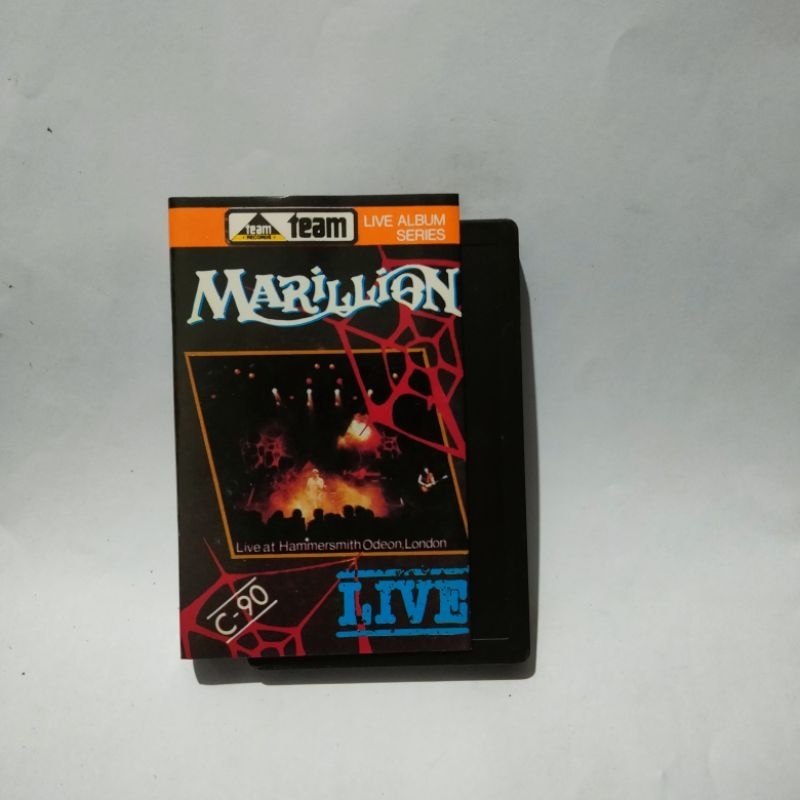 team
RECORDS
team
LIVE ALBUM
SERIES
MARiLLiON
Live at Hammersmith Odeon, London
C-90
LIVE